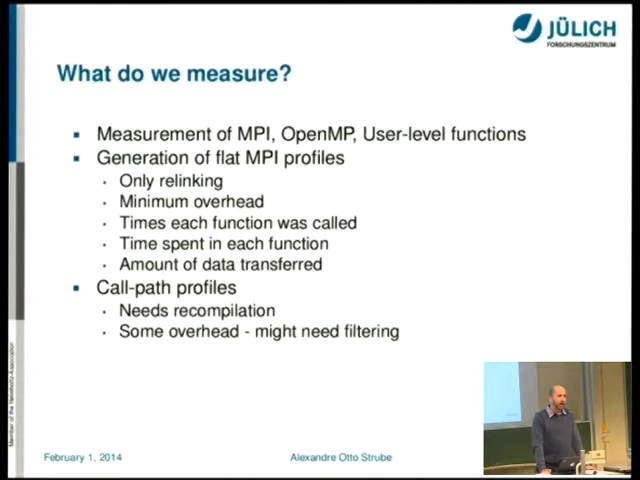 JÜLICH
FORSCHUNGSZENTRUM
What do we measure?
Measurement of MPI, OpenMP, User-level functions
Generation of flat MPI profiles
Only relinking
Minimum overhead
Times each function was called
Time spent in each function
Amount of data transferred
Call-path profiles
Needs recompilation
Some overhead - might need filtering
Member of the Helmholtz-Association
February 1, 2014
Alexandre Otto Strube